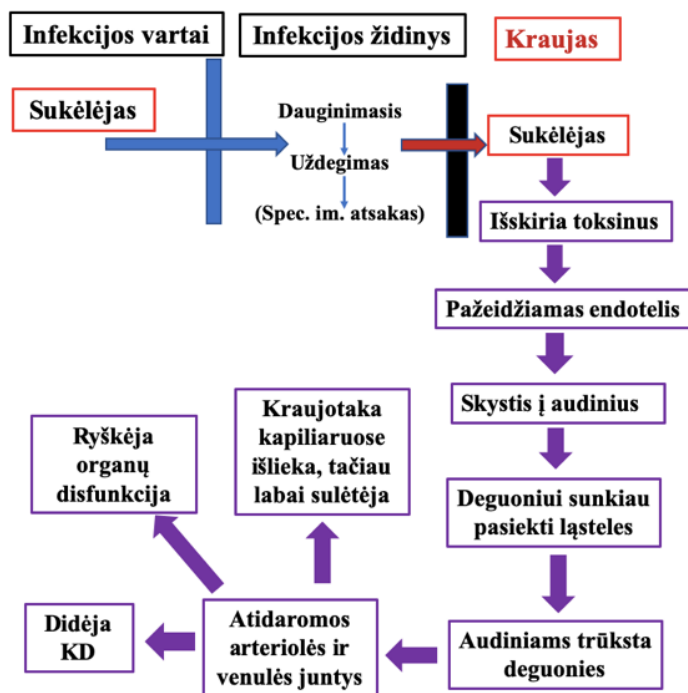 Infekcijos vartai
Infekcijos židinys
Kraujas
Sukėlėjas
Dauginimasis
Uždegimas
(Spec. im. atsakas)
Sukėlėjas
Išskiria toksinus
Pažeidžiamas endotelis
Skystis į audinius
Deguoniui sunkiau
pasiekti ląsteles
Audiniams trūksta
deguonies
Atidaromos
arteriolės ir
venulės juntys
Kraujotaka
kapiliaruose
išlieka, tačiau
labai sulėtėja
Ryškėja
organų
disfunkcija
Didėja
KD